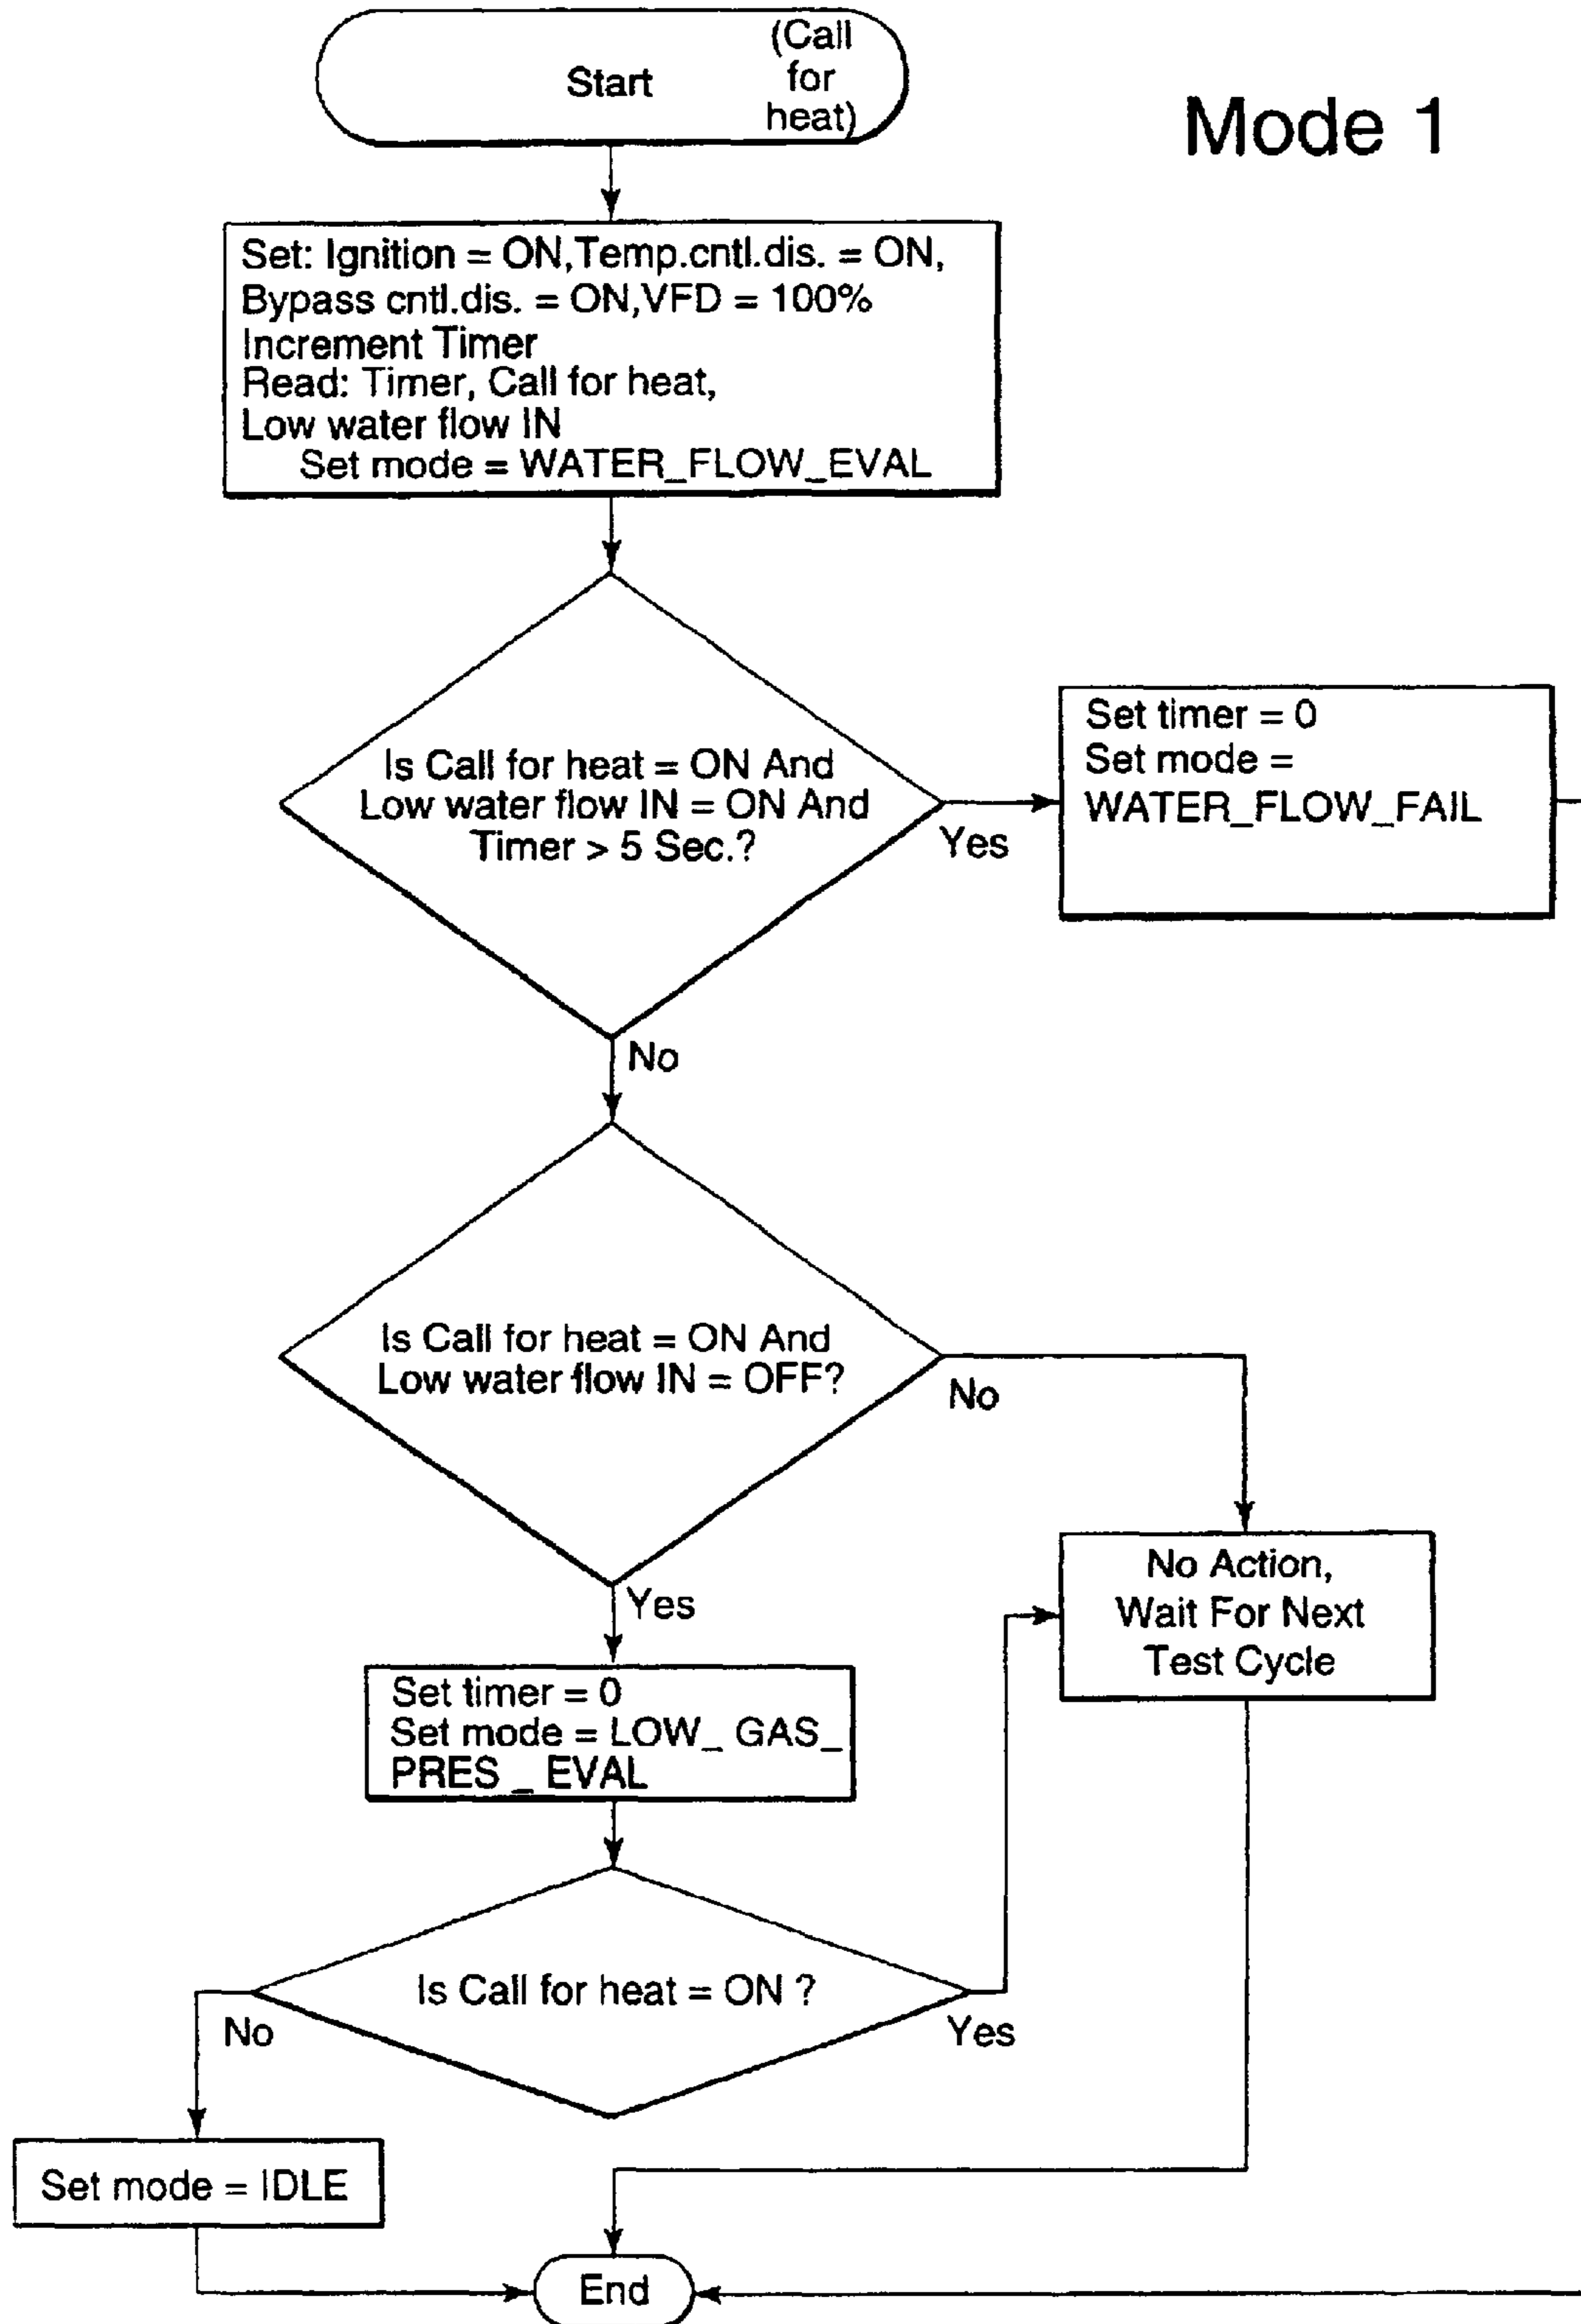 Start
(Call
for
heat)
Mode 1
Set: Ignition = ON,Temp.cntl.dis. = ON,
Bypass cntl.dis. = ON,VFD = 100%
Increment Timer
Read: Timer, Call for heat,
Low water flow IN
Set mode = WATER_FLOW_EVAL
Is Call for heat = ON And
Low water flow IN = ON And
Timer > 5 Sec.?
Yes
Set timer = 0
Set mode =
WATER_FLOW_FAIL
No
Is Call for heat = ON And
Low water flow IN = OFF?
No
Yes
No Action,
Wait For Next
Test Cycle
Set timer = 0
Set mode = LOW_ GAS_
PRES _ EVAL
Is Call for heat = ON ?
No
Yes
Set mode = IDLE
End